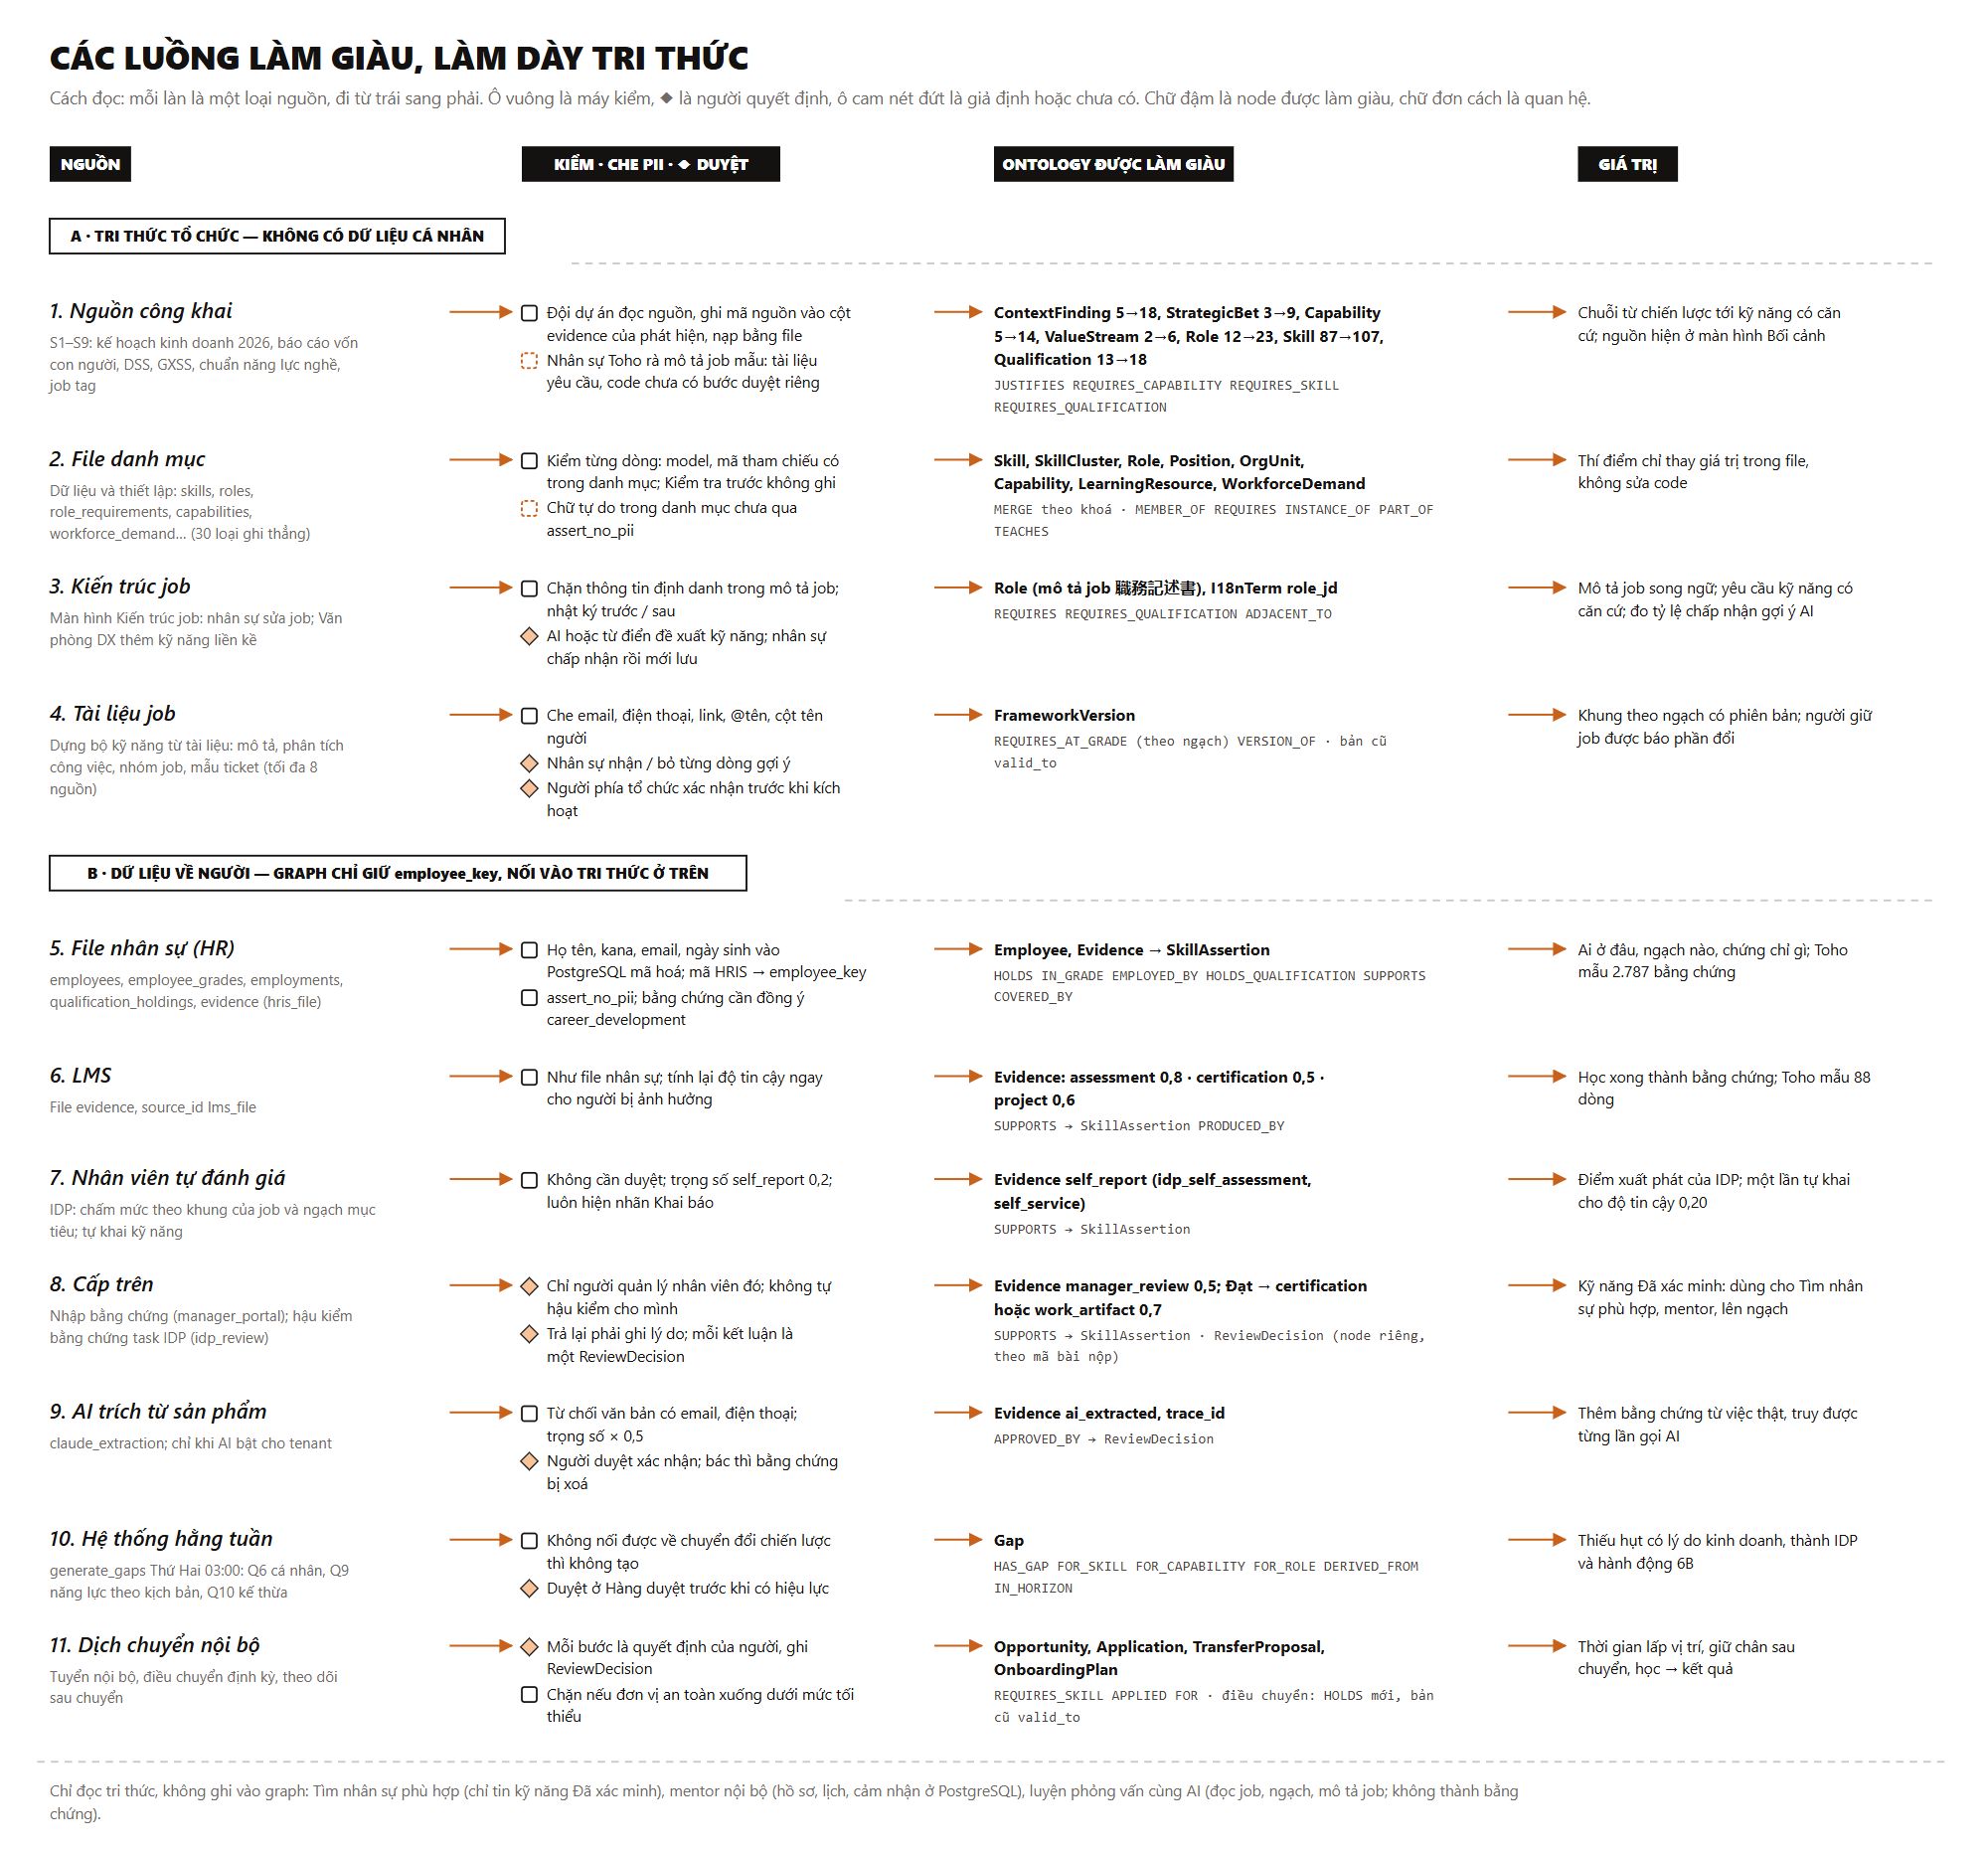 CÁC LUỒNG LÀM GIÀU, LÀM DÀY TRI THỨC
Cách đọc: mỗi làn là một loại nguồn, đi từ trái sang phải. Ô vuông là máy kiểm, ◆ là người quyết định, ô cam nét đứt là giả định hoặc chưa có. Chữ đậm là node được làm giàu, chữ đơn cách là quan hệ.
NGUỒN
KIỂM · CHE PII · ◆ DUYỆT
ONTOLOGY ĐƯỢC LÀM GIÀU
GIÁ TRỊ
A · TRI THỨC TỔ CHỨC — KHÔNG CÓ DỮ LIỆU CÁ NHÂN
1. Nguồn công khai
S1–S9: kế hoạch kinh doanh 2026, báo cáo vốn
con người, DSS, GXSS, chuẩn năng lực nghề,
job tag
Đội dự án đọc nguồn, ghi mã nguồn vào cột
evidence của phát hiện, nạp bằng file
Nhân sự Toho rà mô tả job mẫu: tài liệu
yêu cầu, code chưa có bước duyệt riêng
ContextFinding 5→18, StrategicBet 3→9, Capability
5→14, ValueStream 2→6, Role 12→23, Skill 87→107,
Qualification 13→18
JUSTIFIES REQUIRES_CAPABILITY REQUIRES_SKILL
REQUIRES_QUALIFICATION
Chuỗi từ chiến lược tới kỹ năng có căn
cứ; nguồn hiện ở màn hình Bối cảnh
2. File danh mục
Dữ liệu và thiết lập: skills, roles,
role_requirements, capabilities,
workforce_demand… (30 loại ghi thẳng)
Kiểm từng dòng: model, mã tham chiếu có
trong danh mục; Kiểm tra trước không ghi
Chữ tự do trong danh mục chưa qua
assert_no_pii
Skill, SkillCluster, Role, Position, OrgUnit,
Capability, LearningResource, WorkforceDemand
MERGE theo khoá · MEMBER_OF REQUIRES INSTANCE_OF PART_OF
TEACHES
Thí điểm chỉ thay giá trị trong file,
không sửa code
3. Kiến trúc job
Màn hình Kiến trúc job: nhân sự sửa job; Văn
phòng DX thêm kỹ năng liền kề
Chặn thông tin định danh trong mô tả job;
nhật ký trước / sau
AI hoặc từ điển đề xuất kỹ năng; nhân sự
chấp nhận rồi mới lưu
Role (mô tả job 職務記述書), I18nTerm role_jd
REQUIRES REQUIRES_QUALIFICATION ADJACENT_TO
Mô tả job song ngữ; yêu cầu kỹ năng có
căn cứ; đo tỷ lệ chấp nhận gợi ý AI
4. Tài liệu job
Dựng bộ kỹ năng từ tài liệu: mô tả, phân tích
công việc, nhóm job, mẫu ticket (tối đa 8
nguồn)
Che email, điện thoại, link, @tên, cột tên
người
Nhân sự nhận / bỏ từng dòng gợi ý
Người phía tổ chức xác nhận trước khi kích
hoạt
FrameworkVersion
REQUIRES_AT_GRADE (theo ngạch) VERSION_OF · bản cũ
valid_to
Khung theo ngạch có phiên bản; người giữ
job được báo phần đổi
B · DỮ LIỆU VỀ NGƯỜI — GRAPH CHỈ GIỮ employee_key, NỐI VÀO TRI THỨC Ở TRÊN
5. File nhân sự (HR)
employees, employee_grades, employments,
qualification_holdings, evidence (hris_file)
Họ tên, kana, email, ngày sinh vào
PostgreSQL mã hoá; mã HRIS → employee_key
assert_no_pii; bằng chứng cần đồng ý
career_development
Employee, Evidence → SkillAssertion
HOLDS IN_GRADE EMPLOYED_BY HOLDS_QUALIFICATION SUPPORTS
COVERED_BY
Ai ở đâu, ngạch nào, chứng chỉ gì; Toho
mẫu 2.787 bằng chứng
6. LMS
File evidence, source_id lms_file
Như file nhân sự; tính lại độ tin cậy ngay
cho người bị ảnh hưởng
Evidence: assessment 0,8 · certification 0,5 ·
project 0,6
SUPPORTS → SkillAssertion PRODUCED_BY
Học xong thành bằng chứng; Toho mẫu 88
dòng
7. Nhân viên tự đánh giá
IDP: chấm mức theo khung của job và ngạch mục
tiêu; tự khai kỹ năng
Không cần duyệt; trọng số self_report 0,2;
luôn hiện nhãn Khai báo
Evidence self_report (idp_self_assessment,
self_service)
SUPPORTS → SkillAssertion
Điểm xuất phát của IDP; một lần tự khai
cho độ tin cậy 0,20
8. Cấp trên
Nhập bằng chứng (manager_portal); hậu kiểm
bằng chứng task IDP (idp_review)
Chỉ người quản lý nhân viên đó; không tự
hậu kiểm cho mình
Trả lại phải ghi lý do; mỗi kết luận là
một ReviewDecision
Evidence manager_review 0,5; Đạt → certification
hoặc work_artifact 0,7
SUPPORTS → SkillAssertion · ReviewDecision (node riêng,
theo mã bài nộp)
Kỹ năng Đã xác minh: dùng cho Tìm nhân
sự phù hợp, mentor, lên ngạch
9. AI trích từ sản phẩm
claude_extraction; chỉ khi AI bật cho tenant
Từ chối văn bản có email, điện thoại;
trọng số × 0,5
Người duyệt xác nhận; bác thì bằng chứng
bị xoá
Evidence ai_extracted, trace_id
APPROVED_BY → ReviewDecision
Thêm bằng chứng từ việc thật, truy được
từng lần gọi AI
10. Hệ thống hằng tuần
generate_gaps Thứ Hai 03:00: Q6 cá nhân, Q9
năng lực theo kịch bản, Q10 kế thừa
Không nối được về chuyển đổi chiến lược
thì không tạo
Duyệt ở Hàng duyệt trước khi có hiệu lực
Gap
HAS_GAP FOR_SKILL FOR_CAPABILITY FOR_ROLE DERIVED_FROM
IN_HORIZON
Thiếu hụt có lý do kinh doanh, thành IDP
và hành động 6B
11. Dịch chuyển nội bộ
Tuyển nội bộ, điều chuyển định kỳ, theo dõi
sau chuyển
Mỗi bước là quyết định của người, ghi
ReviewDecision
Chặn nếu đơn vị an toàn xuống dưới mức tối
thiểu
Opportunity, Application, TransferProposal,
OnboardingPlan
REQUIRES_SKILL APPLIED FOR · điều chuyển: HOLDS mới, bản
cũ valid_to
Thời gian lấp vị trí, giữ chân sau
chuyển, học → kết quả
Chỉ đọc tri thức, không ghi vào graph: Tìm nhân sự phù hợp (chỉ tin kỹ năng Đã xác minh), mentor nội bộ (hồ sơ, lịch, cảm nhận ở PostgreSQL), luyện phỏng vấn cùng AI (đọc job, ngạch, mô tả job; không thành bằng
chứng).